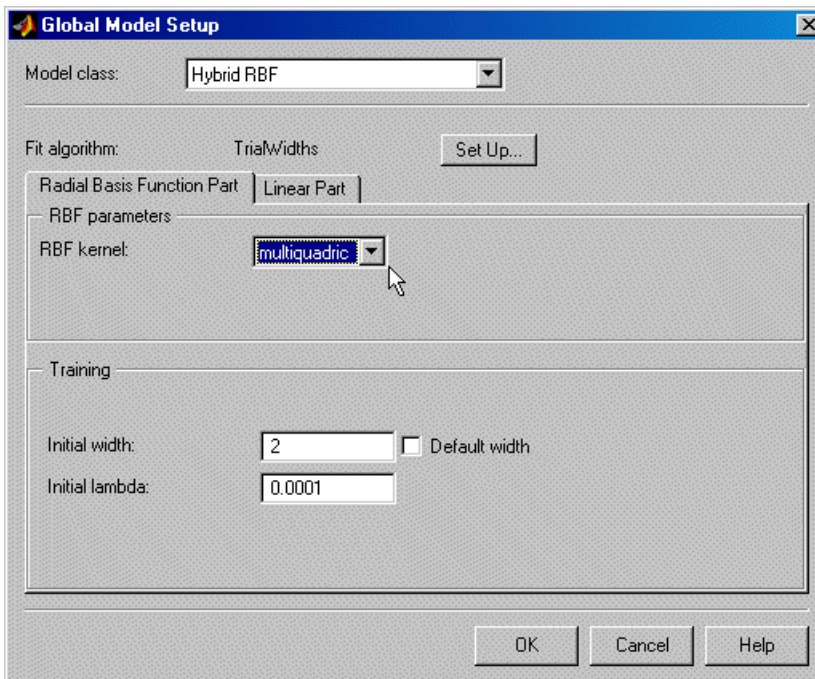 Global Model Setup
Model class: Hybrid RBF
Fit algorithm: TrialWidths Set Up...
Radial Basis Function Part Linear Part
RBF parameters
RBF kernel: multiquadric
Training
Initial width: 2 Default width
Initial lambda: 0.0001
OK Cancel Help